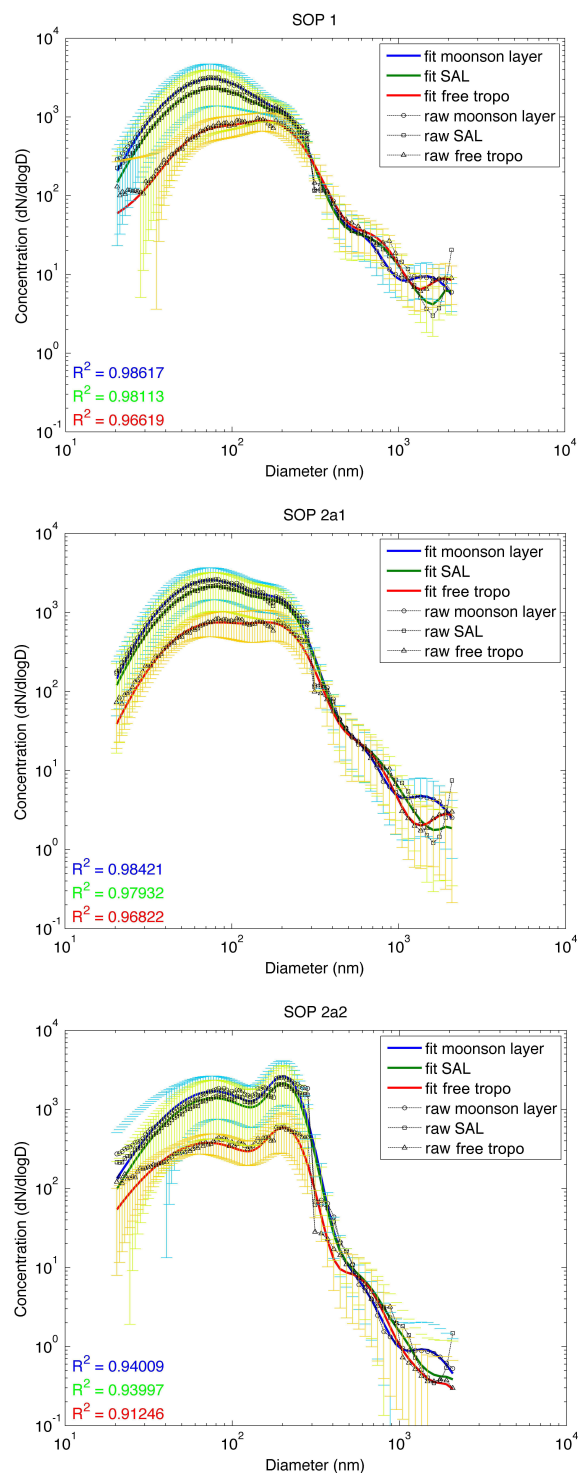 SOP 1
10^4
10^3
10^2
10^1
10^0
10^-1
Concentration (dN/dlogD)
fit moonson layer
fit SAL
fit free tropo
raw moonson layer
raw SAL
raw free tropo
R^2 = 0.98617
R^2 = 0.98113
R^2 = 0.96619
10^1 10^2 10^3 10^4
Diameter (nm)
SOP 2a1
10^4
10^3
10^2
10^1
10^0
10^-1
Concentration (dN/dlogD)
fit moonson layer
fit SAL
fit free tropo
raw moonson layer
raw SAL
raw free tropo
R^2 = 0.98421
R^2 = 0.97932
R^2 = 0.96822
10^1 10^2 10^3 10^4
Diameter (nm)
SOP 2a2
10^4
10^3
10^2
10^1
10^0
10^-1
Concentration (dN/dlogD)
fit moonson layer
fit SAL
fit free tropo
raw moonson layer
raw SAL
raw free tropo
R^2 = 0.94009
R^2 = 0.93997
R^2 = 0.91246
10^1 10^2 10^3 10^4
Diameter (nm)